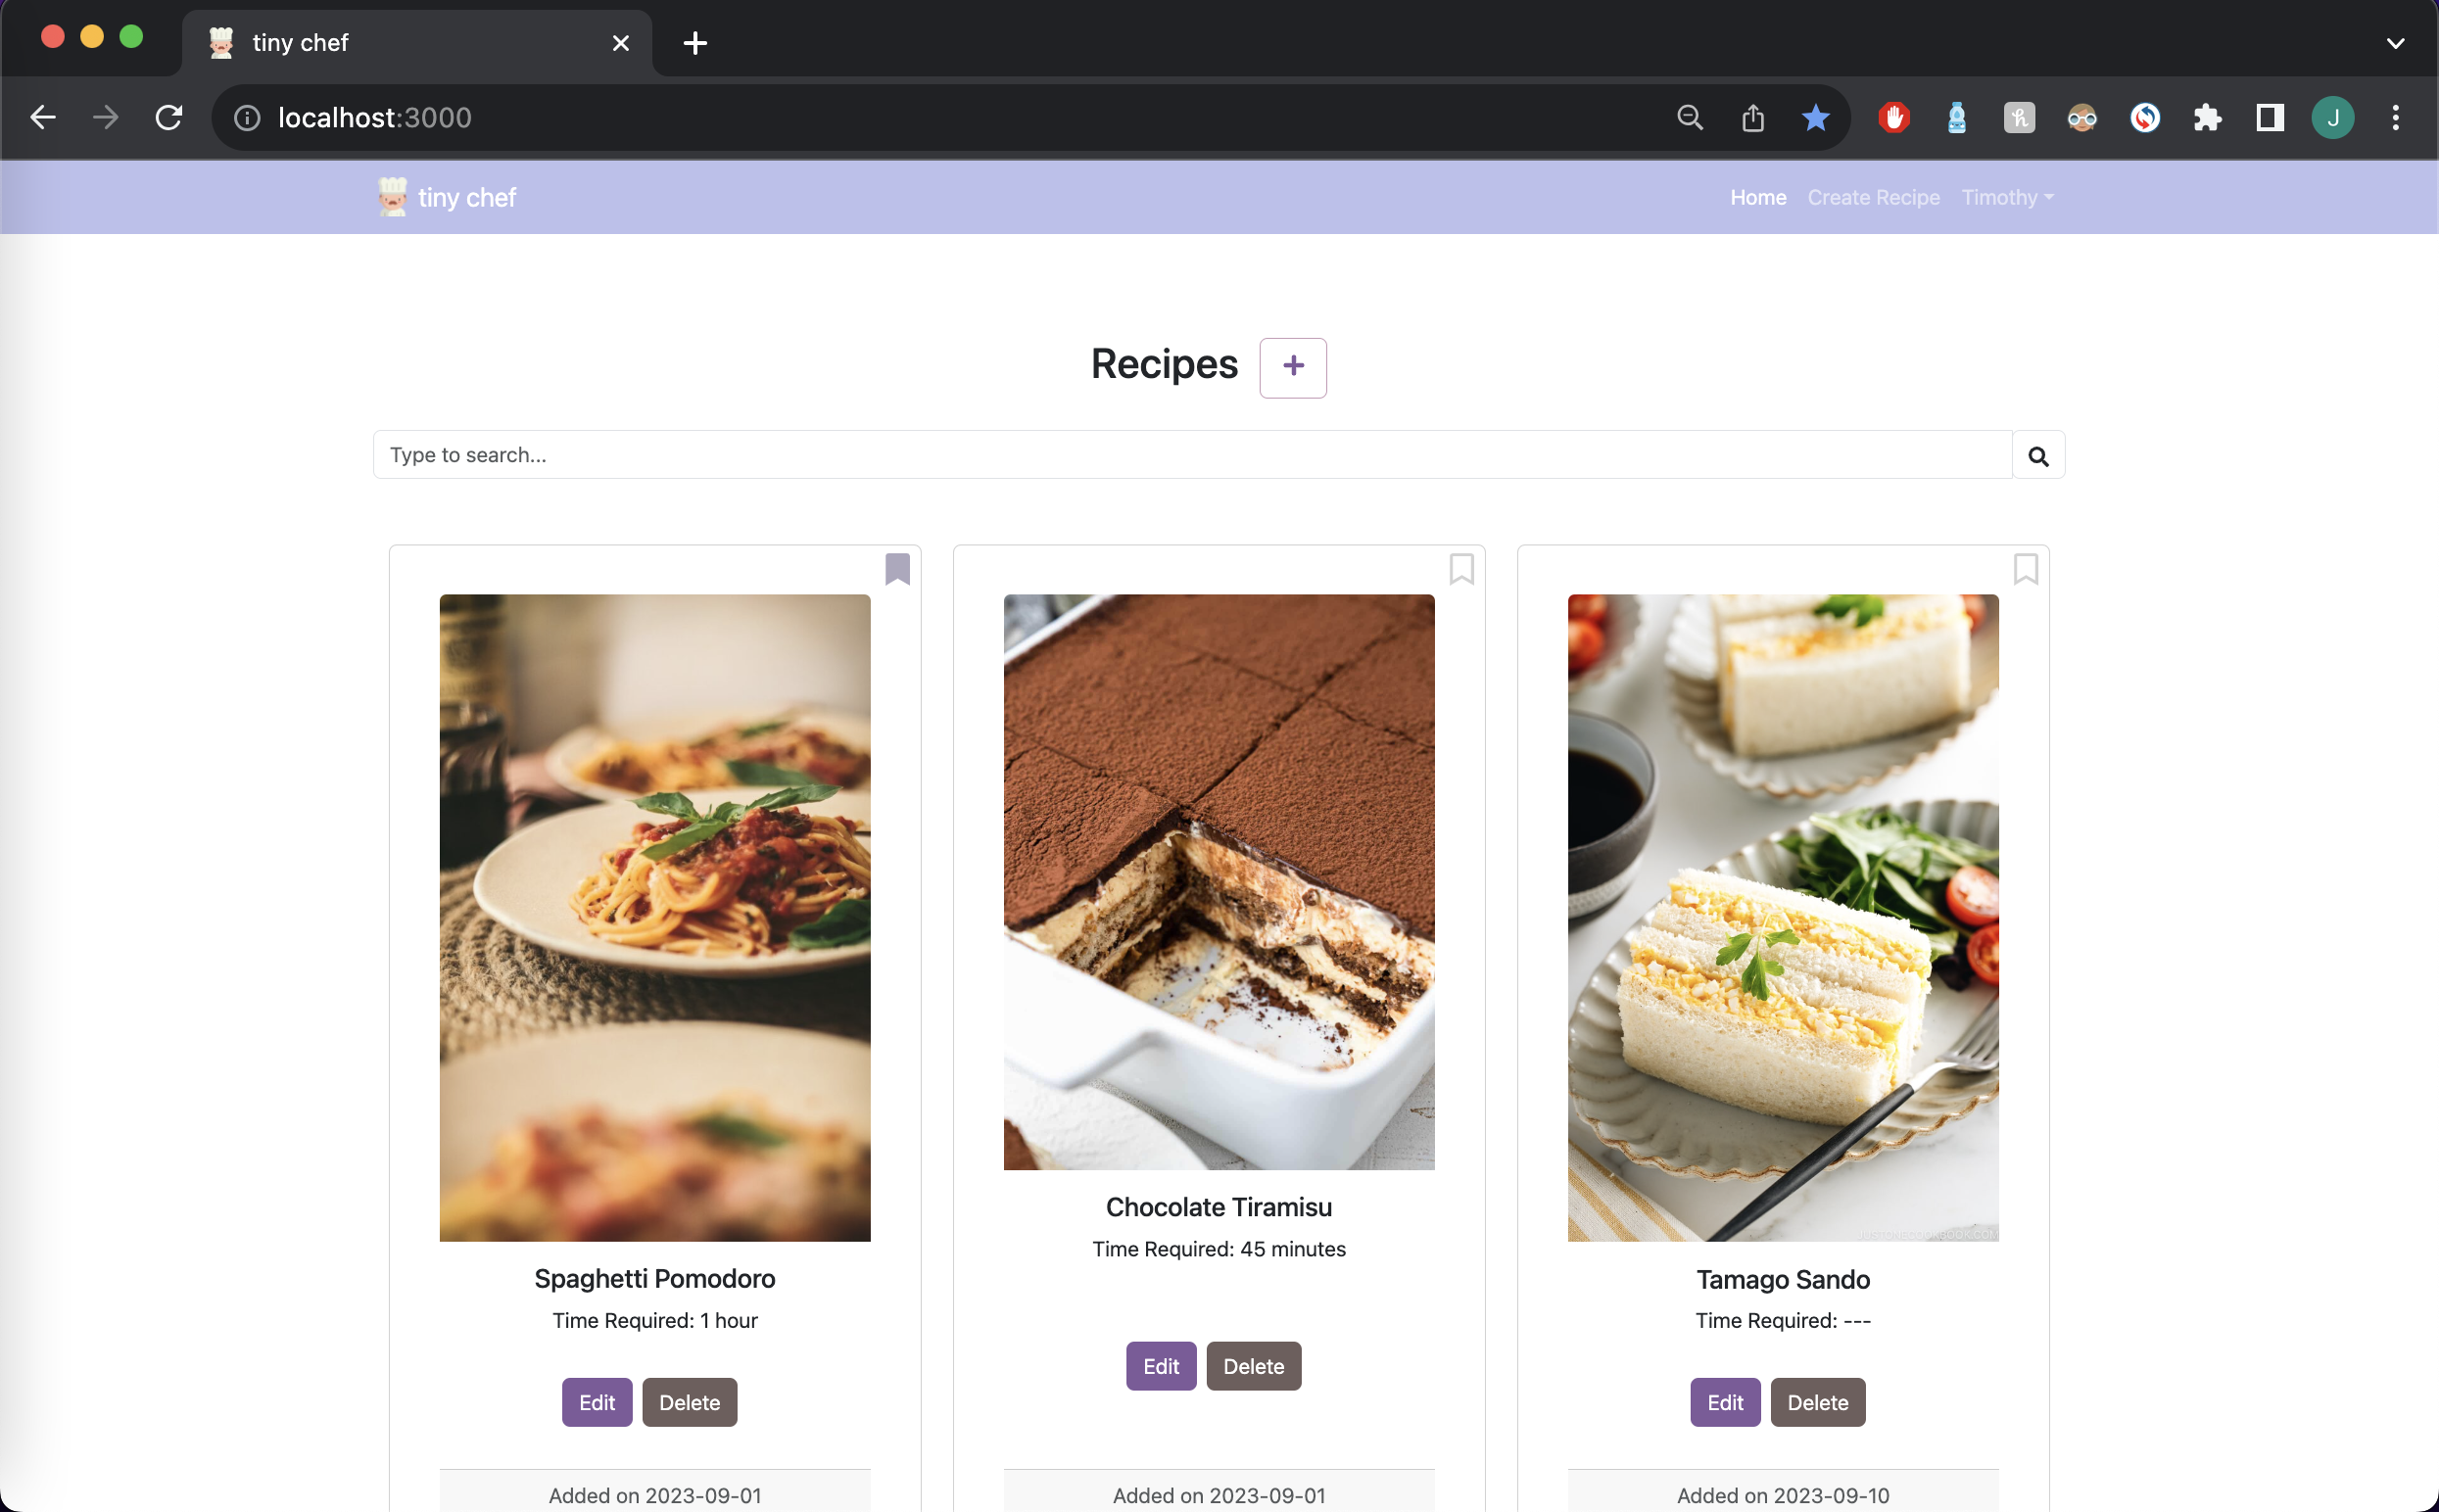 tiny chef
localhost:3000
J
tiny chef
Home Create Recipe Timothy
Recipes +
Type to search...
Spaghetti Pomodoro
Time Required: 1 hour
Edit Delete
Added on 2023-09-01
Chocolate Tiramisu
Time Required: 45 minutes
Edit Delete
Added on 2023-09-01
JUSTONECOOKBOOK.COM
Tamago Sando
Time Required: ---
Edit Delete
Added on 2023-09-10